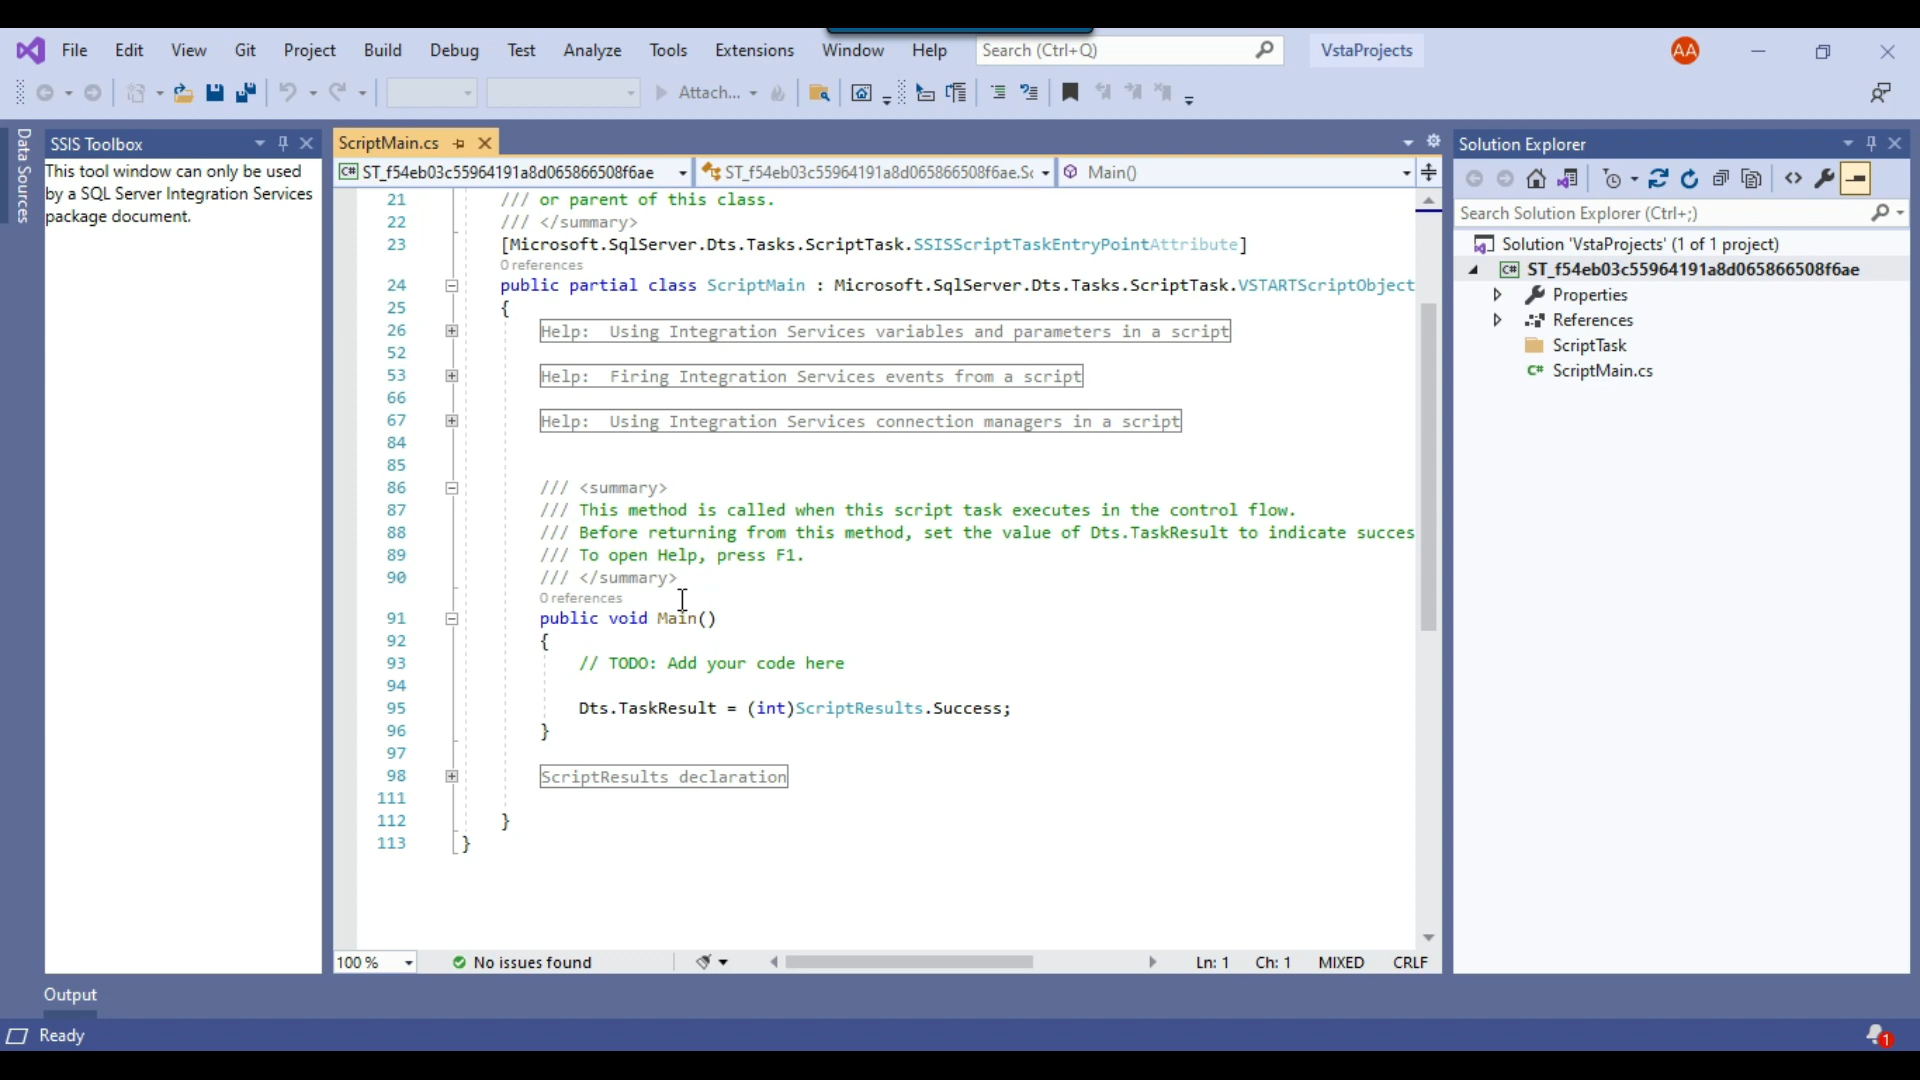 File Edit View Git Project Build Debug Test Analyze Tools Extensions Window Help Search (Ctrl+Q) VstaProjects AA
Attach...
Data Sources
SSIS Toolbox
This tool window can only be used
by a SQL Server Integration Services
package document.
ScriptMain.cs
ST_f54eb03c55964191a8d065866508f6ae ST_f54eb03c55964191a8d065866508f6ae.Sc Main()
21 /// or parent of this class.
22 /// </summary>
23 [Microsoft.SqlServer.Dts.Tasks.ScriptTask.SSISScriptTaskEntryPointAttribute]
0 references
24 public partial class ScriptMain : Microsoft.SqlServer.Dts.Tasks.ScriptTask.VSTARTScriptObject
25 {
26 Help: Using Integration Services variables and parameters in a script
52
53 Help: Firing Integration Services events from a script
66
67 Help: Using Integration Services connection managers in a script
84
85
86 /// <summary>
87 /// This method is called when this script task executes in the control flow.
88 /// Before returning from this method, set the value of Dts.TaskResult to indicate succes
89 /// To open Help, press F1.
90 /// </summary>
0 references
91 public void Main()
92 {
93 // TODO: Add your code here
94
95 Dts.TaskResult = (int)ScriptResults.Success;
96 }
97
98 ScriptResults declaration
111
112 }
113 }
100 % No issues found Ln: 1 Ch: 1 MIXED CRLF
Solution Explorer
Search Solution Explorer (Ctrl+;)
Solution 'VstaProjects' (1 of 1 project)
C# ST_f54eb03c55964191a8d065866508f6ae
Properties
References
ScriptTask
C# ScriptMain.cs
Output
Ready
1